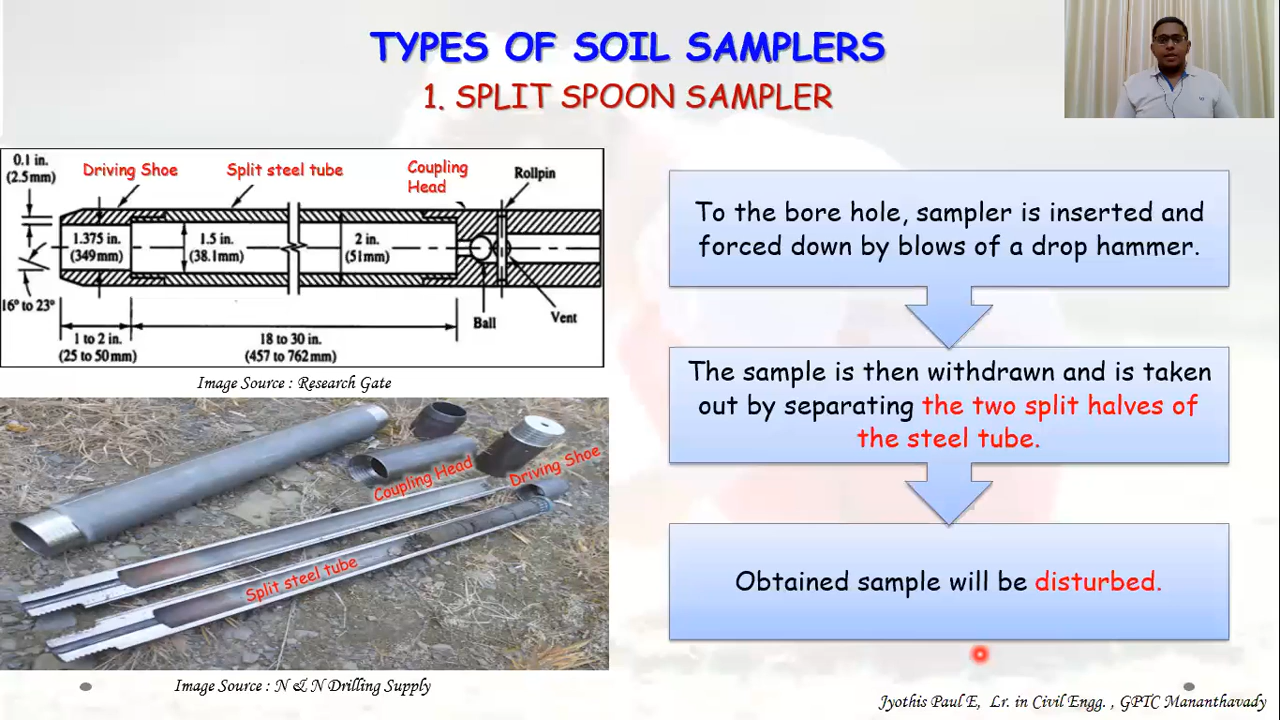 TYPES OF SOIL SAMPLERS
1. SPLIT SPOON SAMPLER
0.1 in.
(2.5mm)
Driving Shoe
Split steel tube
Coupling
Head
Rollpin
1.375 in.
(349mm)
1.5 in.
(38.1mm)
2 in.
(51mm)
16° to 23°
Ball
Vent
1 to 2 in.
(25 to 50mm)
18 to 30 in.
(457 to 762mm)
Image Source : Research Gate
Coupling Head
Driving Shoe
Split steel tube
Image Source : N & N Drilling Supply
To the bore hole, sampler is inserted and
forced down by blows of a drop hammer.
The sample is then withdrawn and is taken
out by separating the two split halves of
the steel tube.
Obtained sample will be disturbed.
Jyothis Paul E, Lr. in Civil Engg. , GPTC Mananthavady